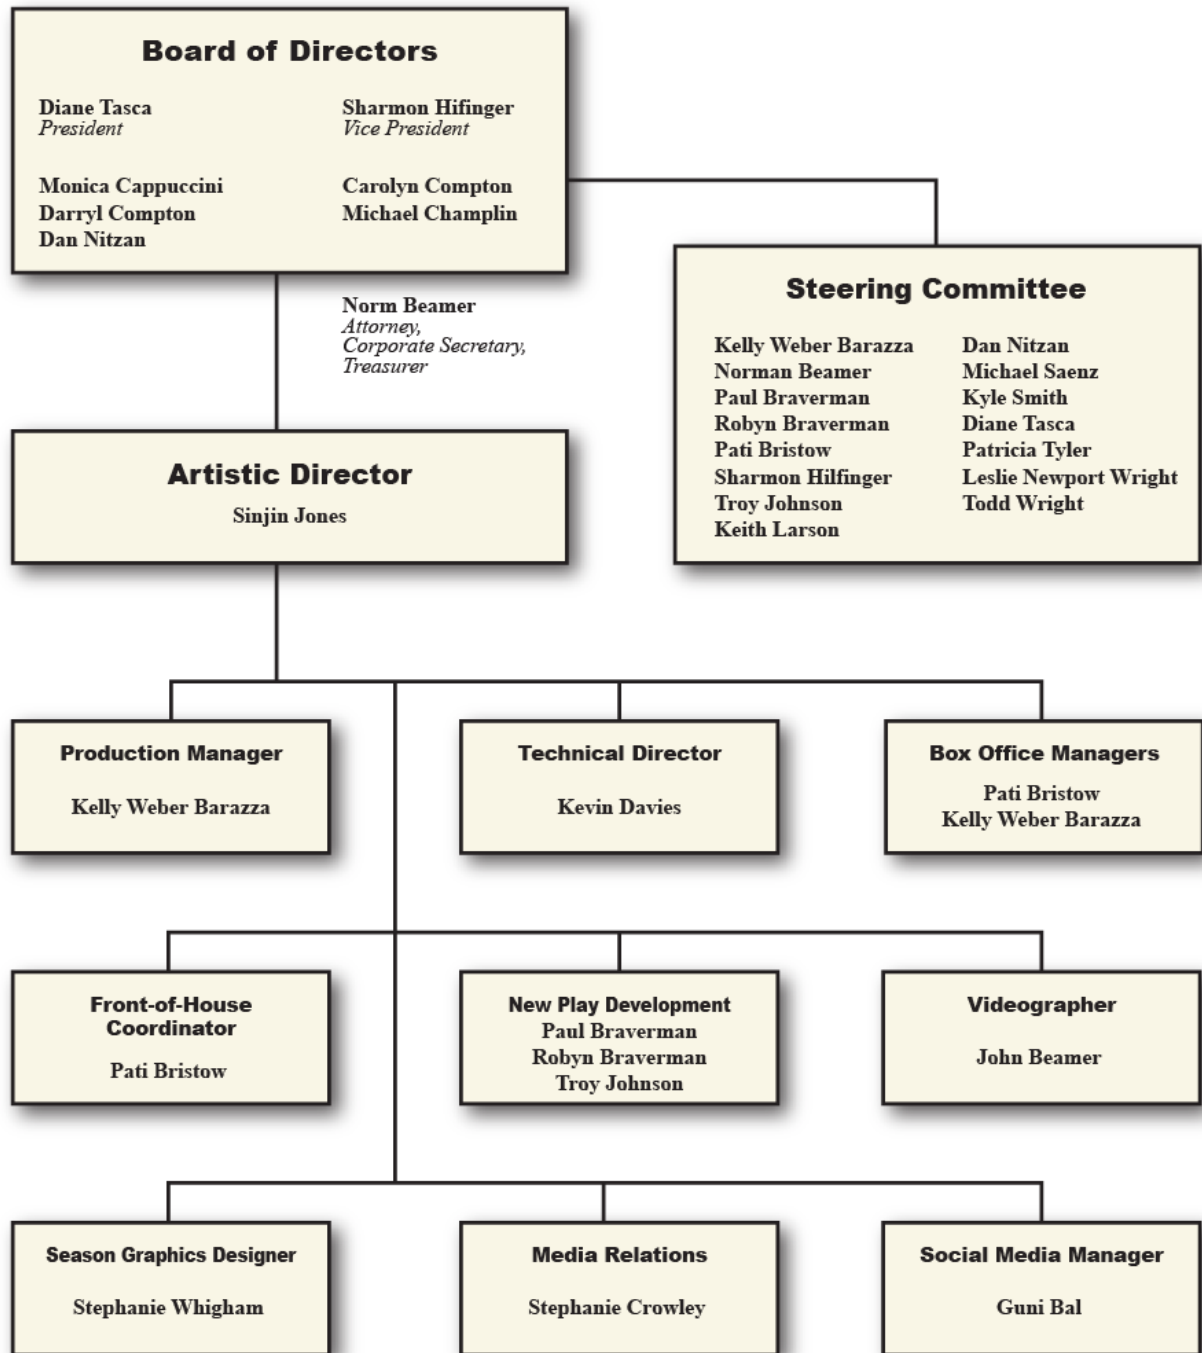 Board of Directors
Diane Tasca
President
Sharmon Hifinger
Vice President
Monica Cappuccini
Darryl Compton
Dan Nitzan
Carolyn Compton
Michael Champlin
Norm Beamer
Attorney,
Corporate Secretary,
Treasurer
Steering Committee
Kelly Weber Barazza
Norman Beamer
Paul Braverman
Robyn Braverman
Pati Bristow
Sharmon Hilfinger
Troy Johnson
Keith Larson
Dan Nitzan
Michael Saenz
Kyle Smith
Diane Tasca
Patricia Tyler
Leslie Newport Wright
Todd Wright
Artistic Director
Sinjin Jones
Production Manager
Kelly Weber Barazza
Technical Director
Kevin Davies
Box Office Managers
Pati Bristow
Kelly Weber Barazza
Front-of-House
Coordinator
Pati Bristow
New Play Development
Paul Braverman
Robyn Braverman
Troy Johnson
Videographer
John Beamer
Season Graphics Designer
Stephanie Whigham
Media Relations
Stephanie Crowley
Social Media Manager
Guni Bal